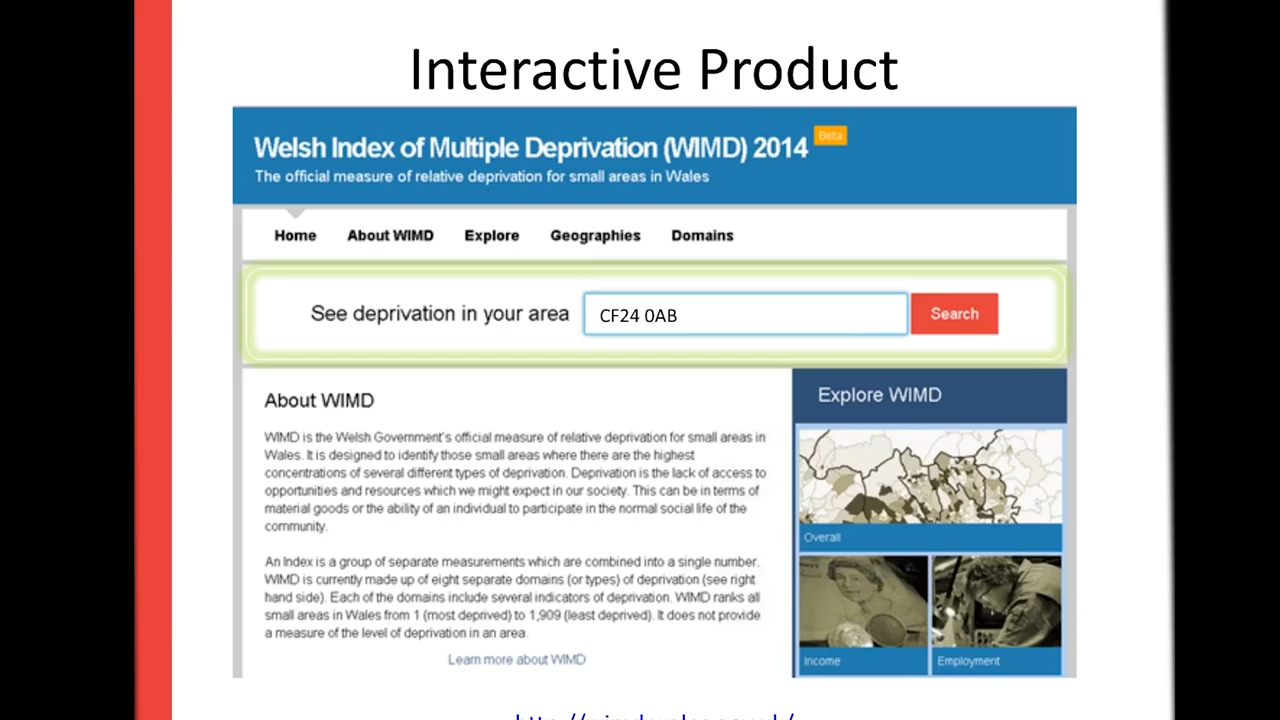 Interactive Product
Welsh Index of Multiple Deprivation (WIMD) 2014 Beta
The official measure of relative deprivation for small areas in Wales
Home About WIMD Explore Geographies Domains
See deprivation in your area CF24 0AB Search
About WIMD
WIMD is the Welsh Government's official measure of relative deprivation for small areas in
Wales. It is designed to identify those small areas where there are the highest
concentrations of several different types of deprivation. Deprivation is the lack of access to
opportunities and resources which we might expect in our society. This can be in terms of
material goods or the ability of an individual to participate in the normal social life of the
community.
An Index is a group of separate measurements which are combined into a single number.
WIMD is currently made up of eight separate domains (or types) of deprivation (see right
hand side). Each of the domains include several indicators of deprivation. WIMD ranks all
small areas in Wales from 1 (most deprived) to 1,909 (least deprived). It does not provide
a measure of the level of deprivation in an area.
Learn more about WIMD
Explore WIMD
Overall
Income Employment